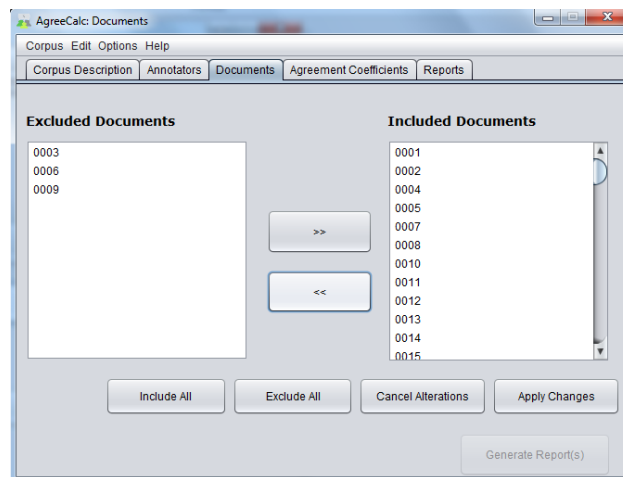 AgreeCalc: Documents
Corpus Edit Options Help
Corpus Description Annotators Documents Agreement Coefficients Reports
Excluded Documents
0003
0006
0009
>>
<<
Included Documents
0001
0002
0004
0005
0007
0008
0010
0011
0012
0013
0014
0015
Include All Exclude All Cancel Alterations Apply Changes
Generate Report(s)